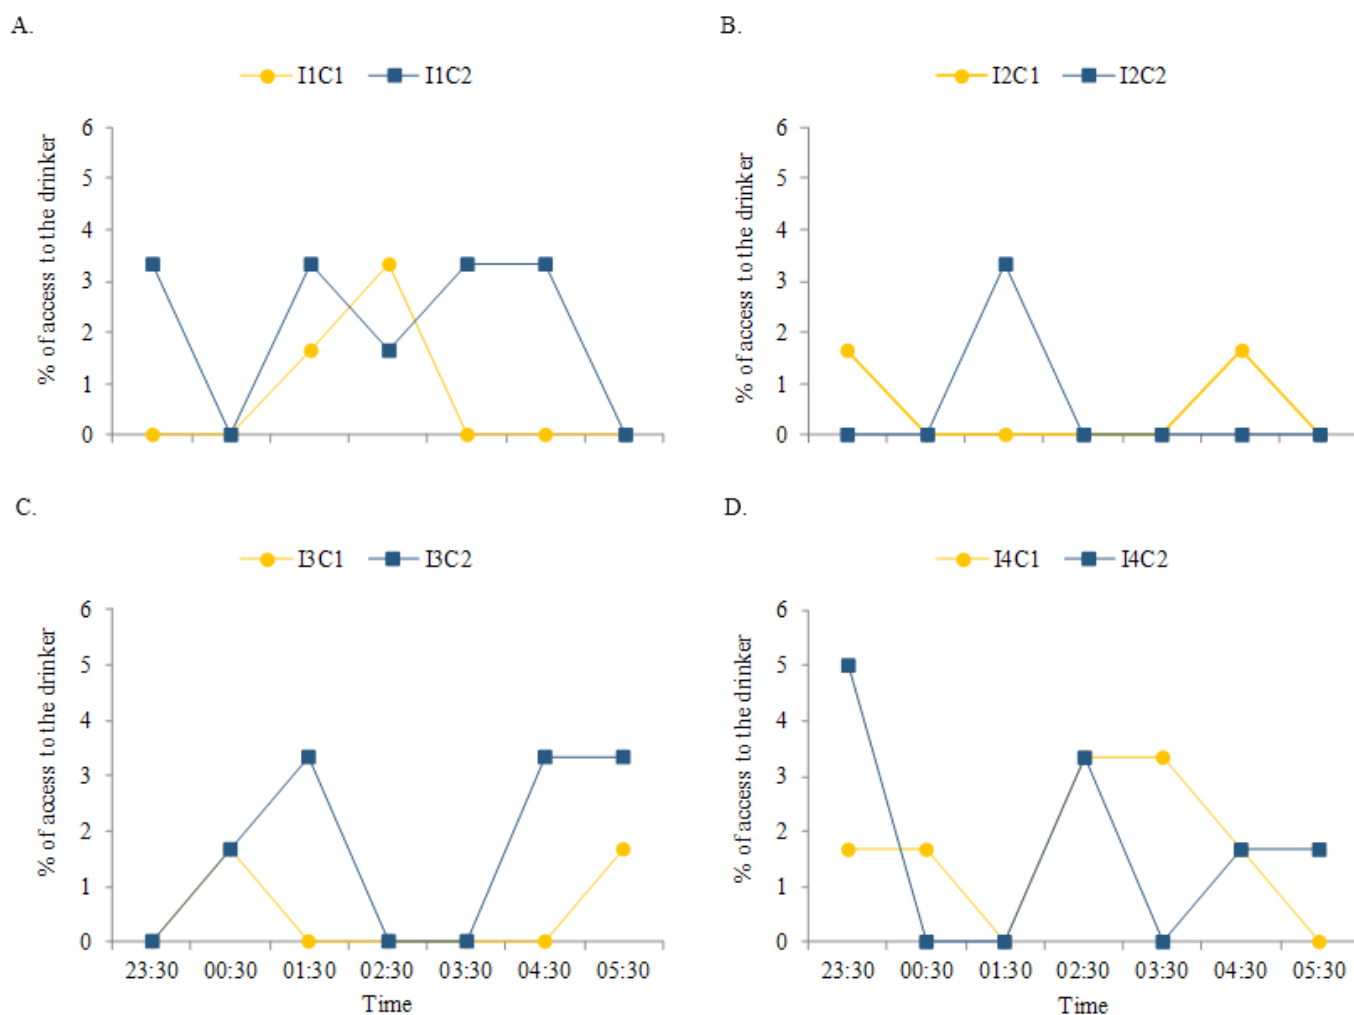 A.
I1C1 I1C2
% of access to the drinker
6
5
4
3
2
1
0
B.
I2C1 I2C2
% of access to the drinker
6
5
4
3
2
1
0
C.
I3C1 I3C2
% of access to the drinker
6
5
4
3
2
1
0
23:30 00:30 01:30 02:30 03:30 04:30 05:30
Time
D.
I4C1 I4C2
% of access to the drinker
6
5
4
3
2
1
0
23:30 00:30 01:30 02:30 03:30 04:30 05:30
Time